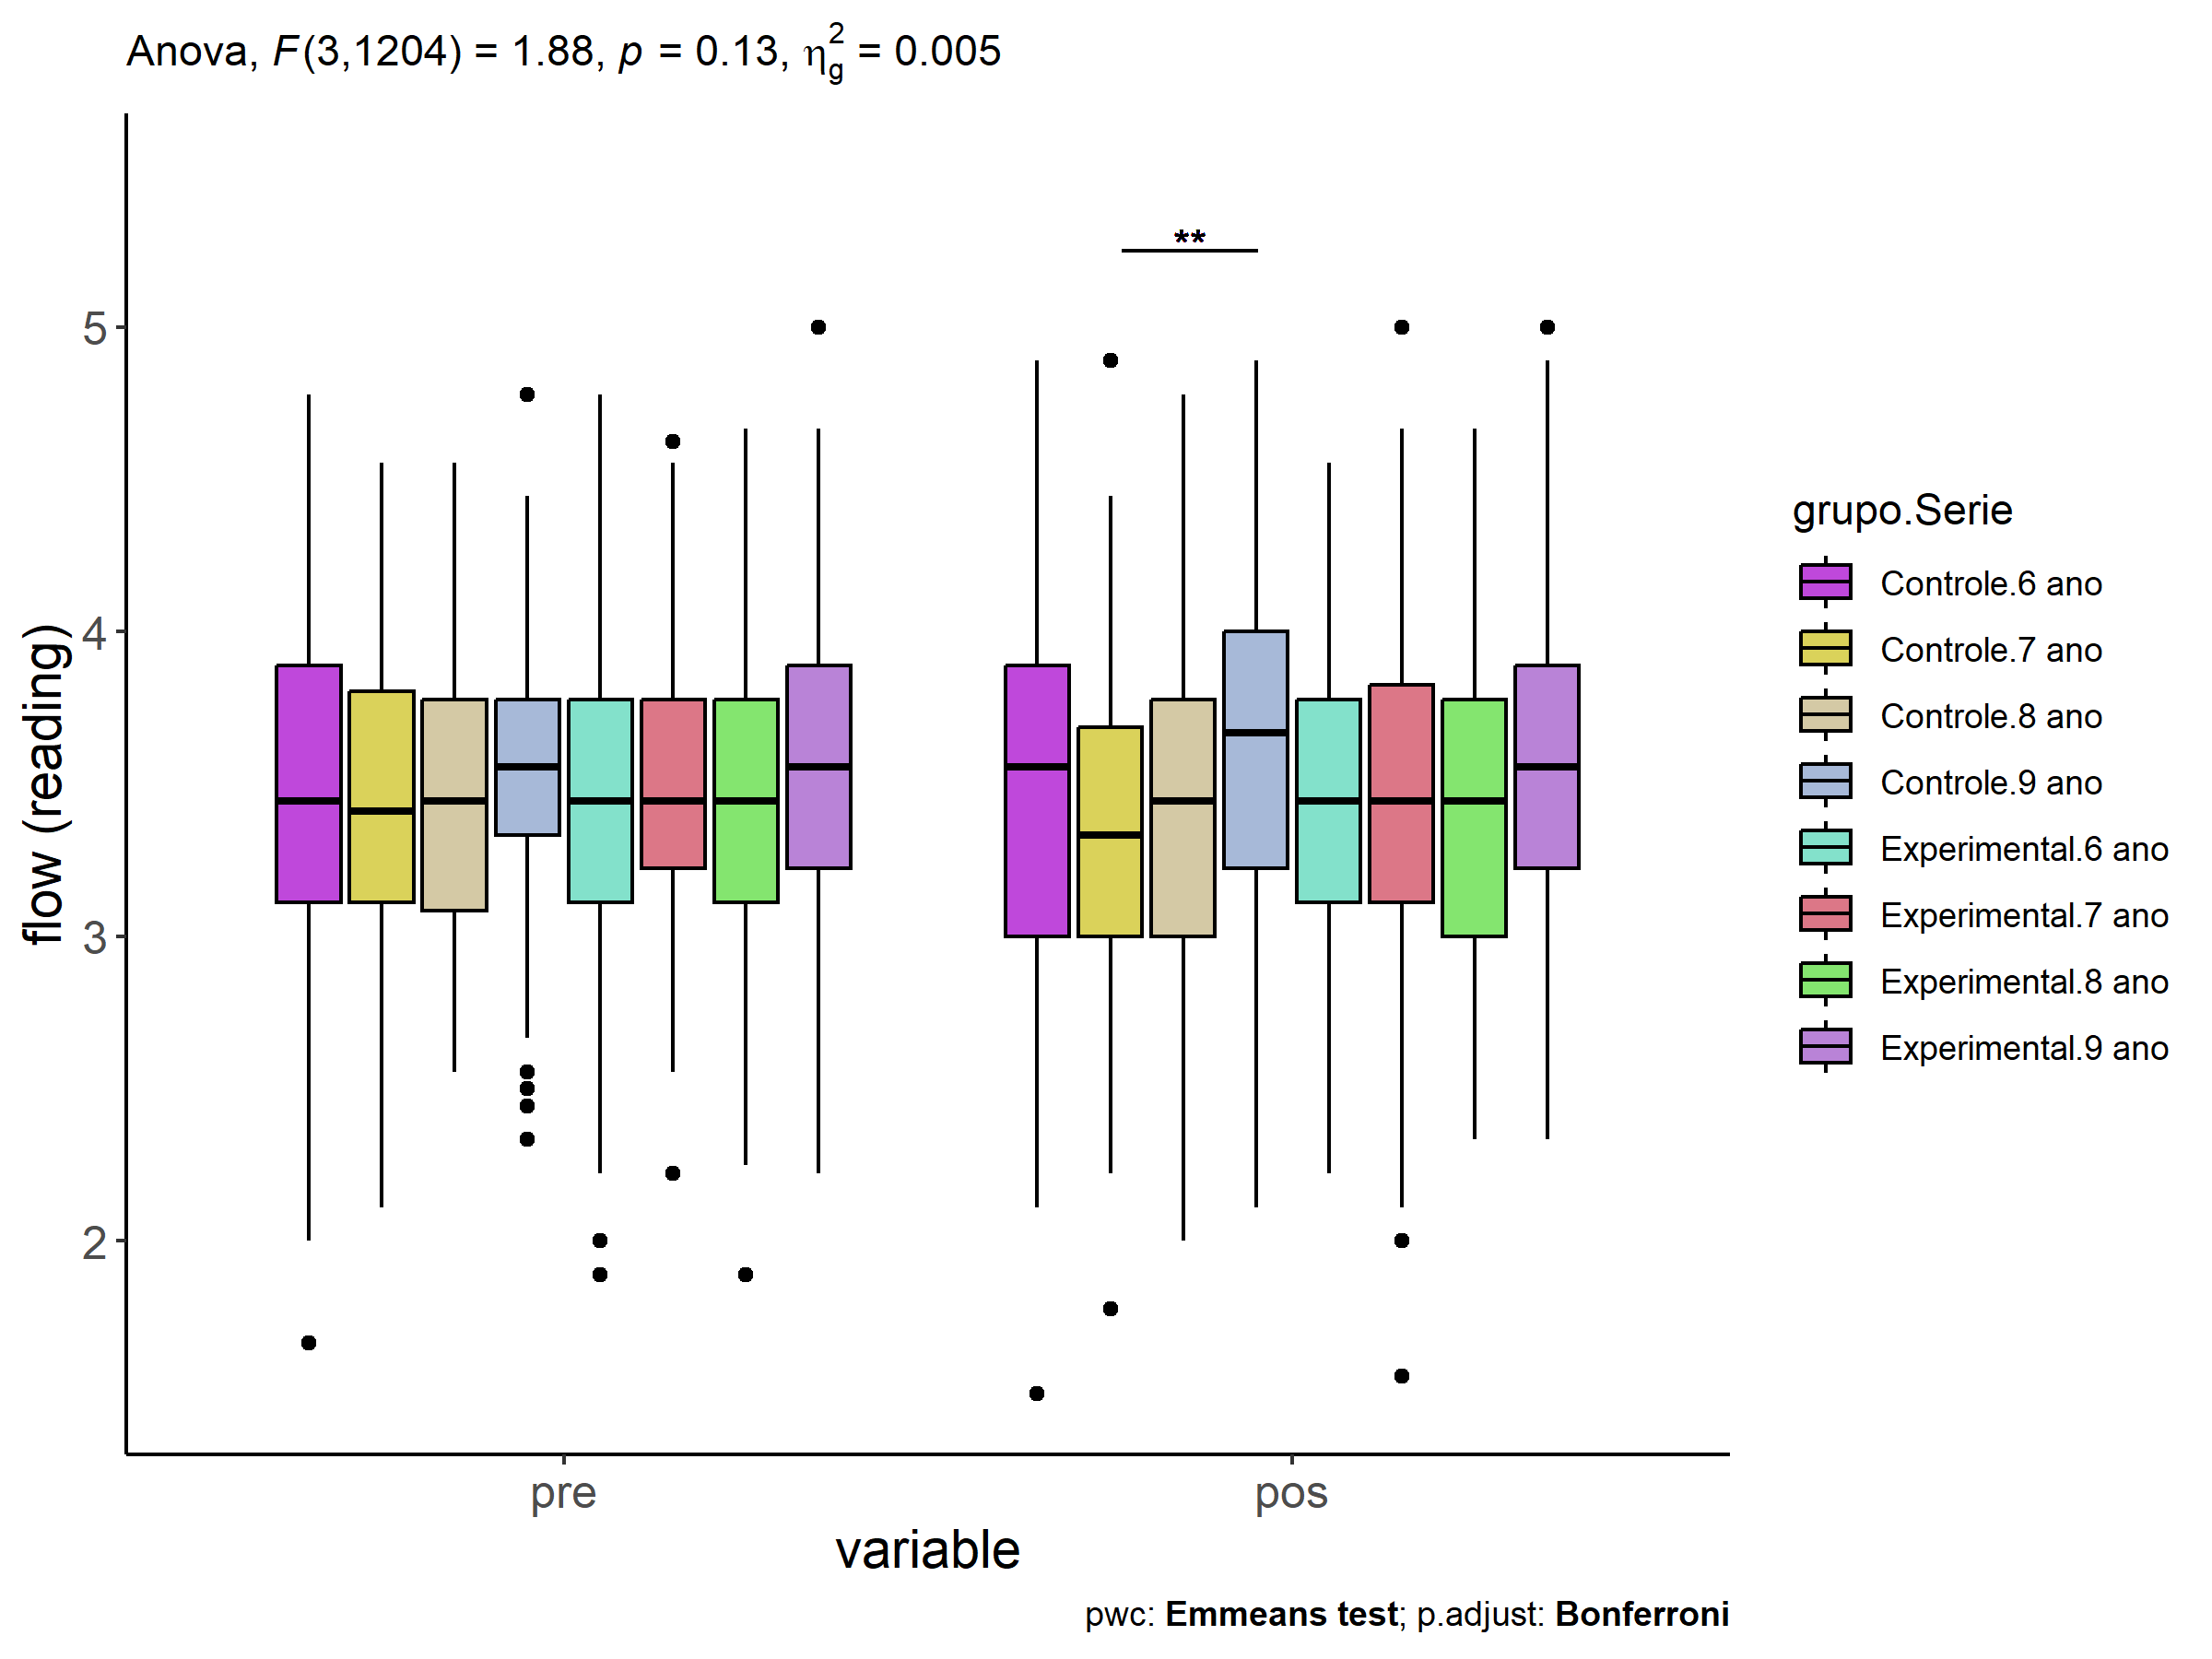 Anova, F(3,1204) = 1.88, p = 0.13, η²g = 0.005
**
5
4
3
2
flow (reading)
pre
pos
variable
grupo.Serie
Controle.6 ano
Controle.7 ano
Controle.8 ano
Controle.9 ano
Experimental.6 ano
Experimental.7 ano
Experimental.8 ano
Experimental.9 ano
pwc: Emmeans test; p.adjust: Bonferroni